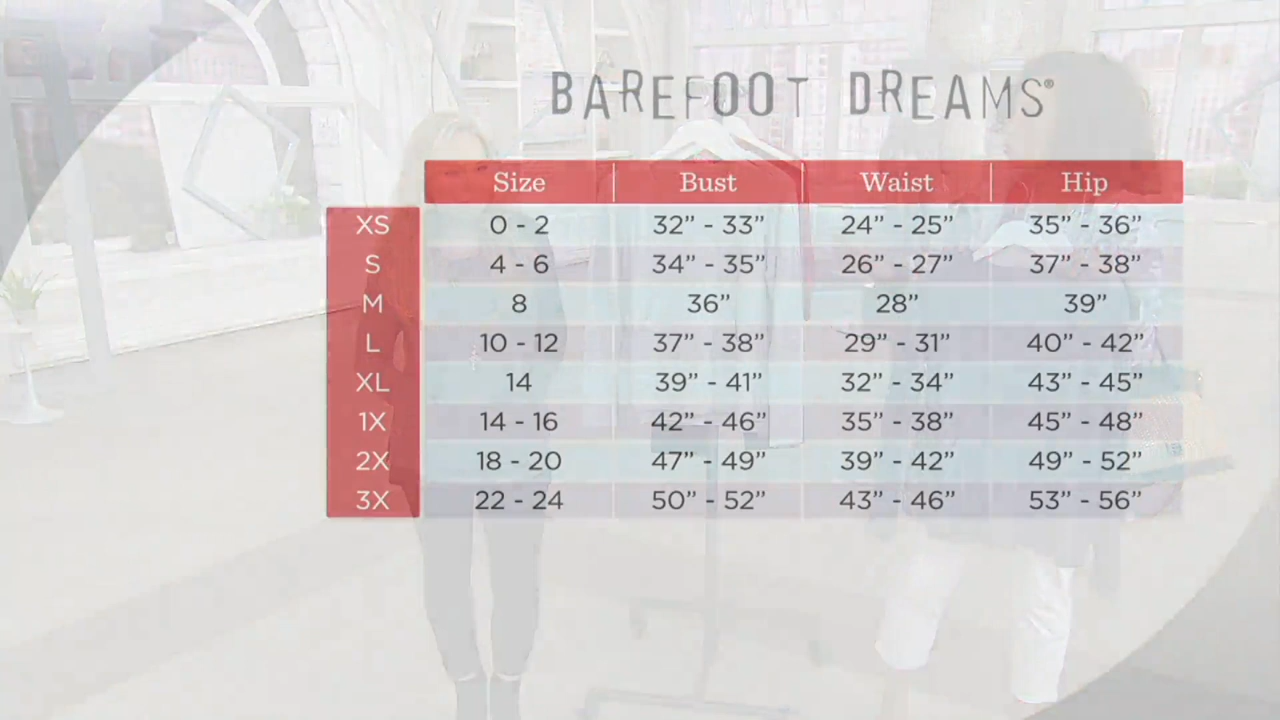 BAREFOOT DREAMS®
Size Bust Waist Hip
XS 0 - 2 32” - 33” 24” - 25” 35” - 36”
S 4 - 6 34” - 35” 26” - 27” 37” - 38”
M 8 36” 28” 39”
L 10 - 12 37” - 38” 29” - 31” 40” - 42”
XL 14 39” - 41” 32” - 34” 43” - 45”
1X 14 - 16 42” - 46” 35” - 38” 45” - 48”
2X 18 - 20 47” - 49” 39” - 42” 49” - 52”
3X 22 - 24 50” - 52” 43” - 46” 53” - 56”